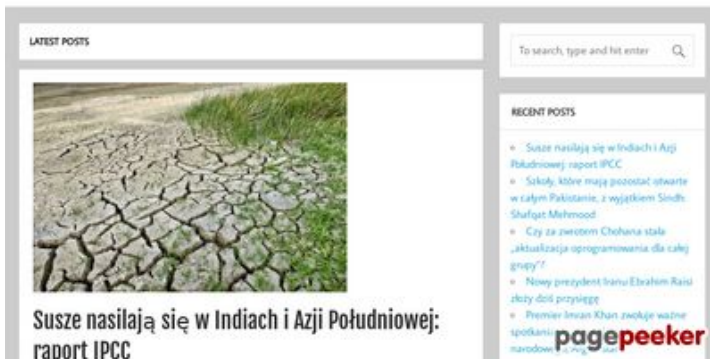 LATEST POSTS
To search, type and hit enter
Susze nasilają się w Indiach i Azji Południowej:
raport IPCC
RECENT POSTS
Susze nasilają się w Indiach i Azji
Południowej: raport IPCC
Szkoły, które mają pozostać otwarte
w całym Pakistanie, z wyjątkiem Sindh:
Shafqat Mehmood
Czy za zwrotem Chohana stała
„aktualizacja oprogramowania dla całej
grupy”?
Nowy prezydent Iranu Ebrahim Raisi
złoży dziś przysięgę
Premier Imran Khan zwołuje ważne
pagepeeker